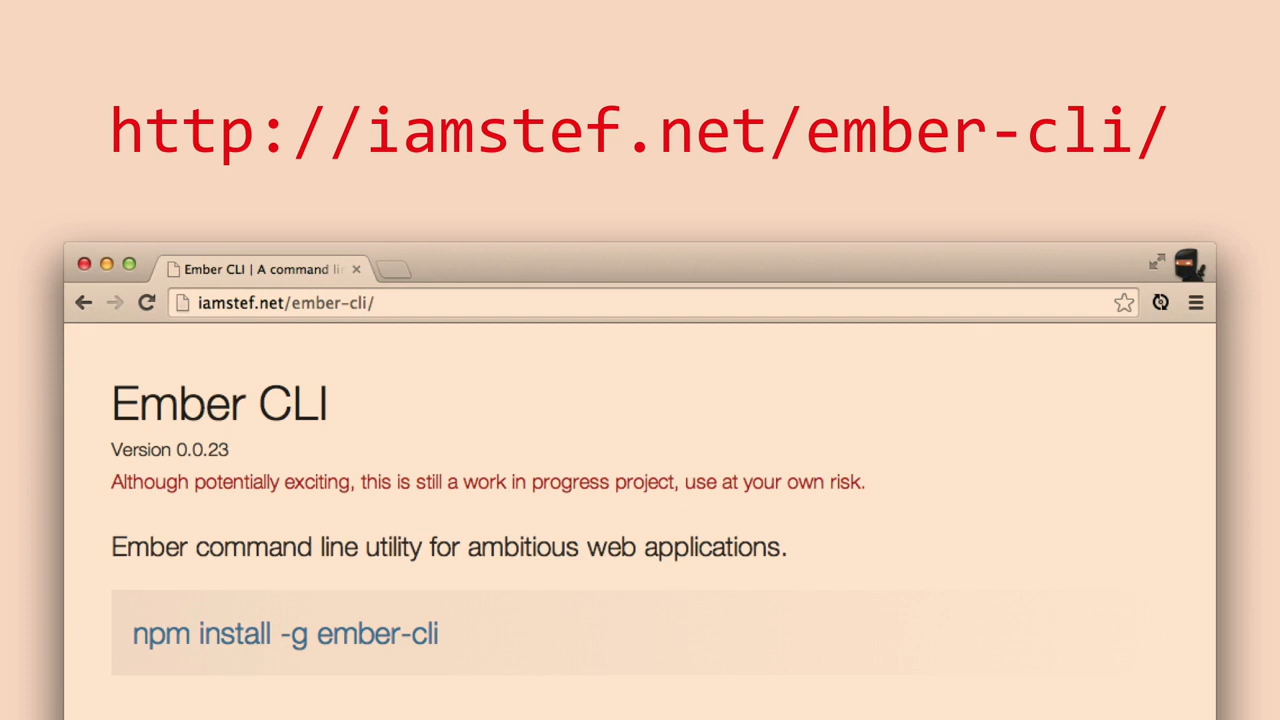 http://iamstef.net/ember-cli/
Ember CLI | A command li
iamstef.net/ember-cli/
Ember CLI
Version 0.0.23
Although potentially exciting, this is still a work in progress project, use at your own risk.
Ember command line utility for ambitious web applications.
npm install -g ember-cli